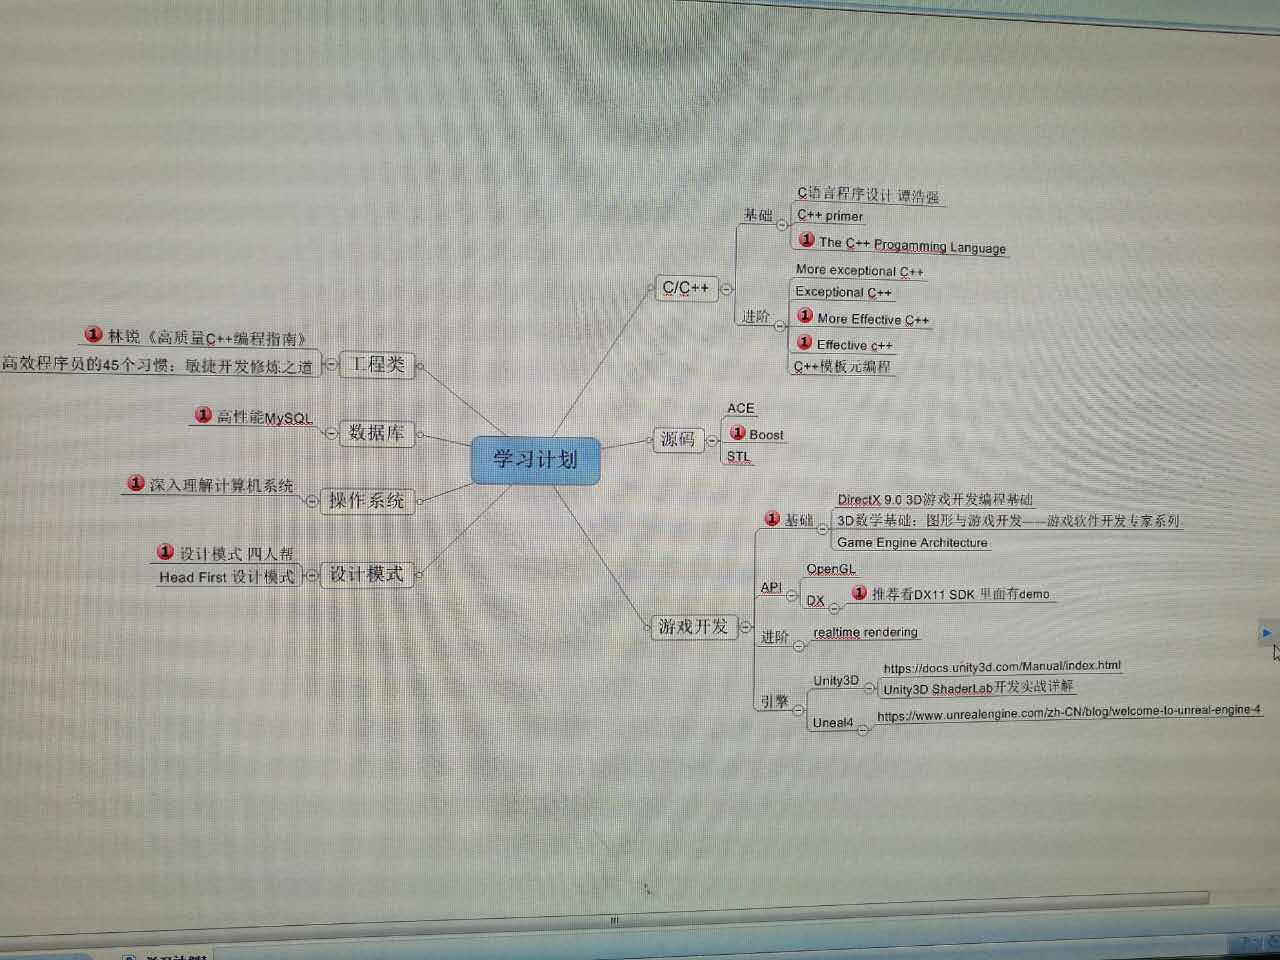 学习计划
C/C++
基础
C语言程序设计 谭浩强
C++ primer
1 The C++ Progamming Language
进阶
More exceptional C++
Exceptional C++
1 More Effective C++
1 Effective c++
C++模板元编程
源码
ACE
1 Boost
STL
游戏开发
1 基础
DirectX 9.0 3D游戏开发编程基础
3D数学基础：图形与游戏开发——游戏软件开发专家系列
Game Engine Architecture
API
OpenGL
DX
1 推荐看DX11 SDK 里面有demo
进阶
realtime rendering
引擎
Unity3D
https://docs.unity3d.com/Manual/index.html
Unity3D ShaderLab开发实战详解
Uneal4
https://www.unrealengine.com/zh-CN/blog/welcome-to-unreal-engine-4
工程类
1 林锐《高质量C++编程指南》
高效程序员的45个习惯：敏捷开发修炼之道
数据库
1 高性能MySQL
操作系统
1 深入理解计算机系统
设计模式
1 设计模式 四人帮
Head First 设计模式